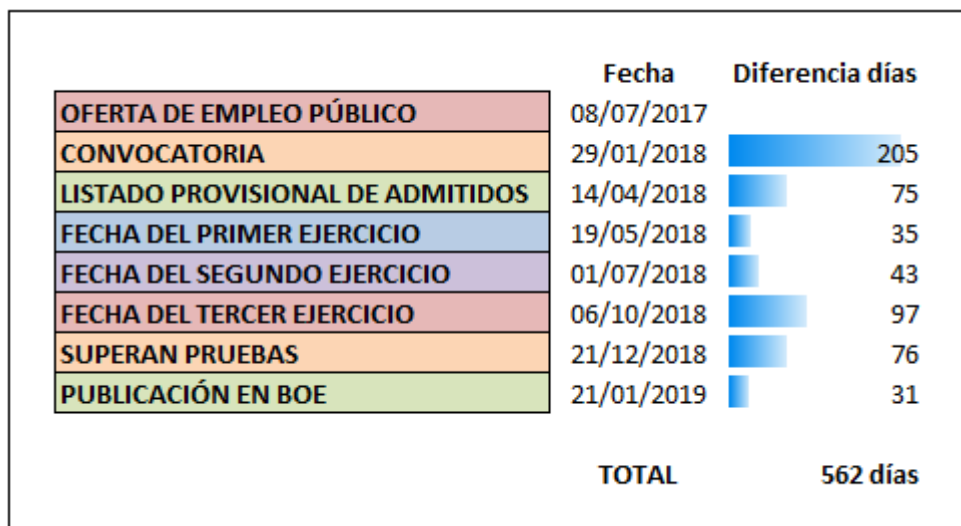 Fecha Diferencia días
OFERTA DE EMPLEO PÚBLICO 08/07/2017
CONVOCATORIA 29/01/2018 205
LISTADO PROVISIONAL DE ADMITIDOS 14/04/2018 75
FECHA DEL PRIMER EJERCICIO 19/05/2018 35
FECHA DEL SEGUNDO EJERCICIO 01/07/2018 43
FECHA DEL TERCER EJERCICIO 06/10/2018 97
SUPERAN PRUEBAS 21/12/2018 76
PUBLICACIÓN EN BOE 21/01/2019 31
TOTAL 562 días